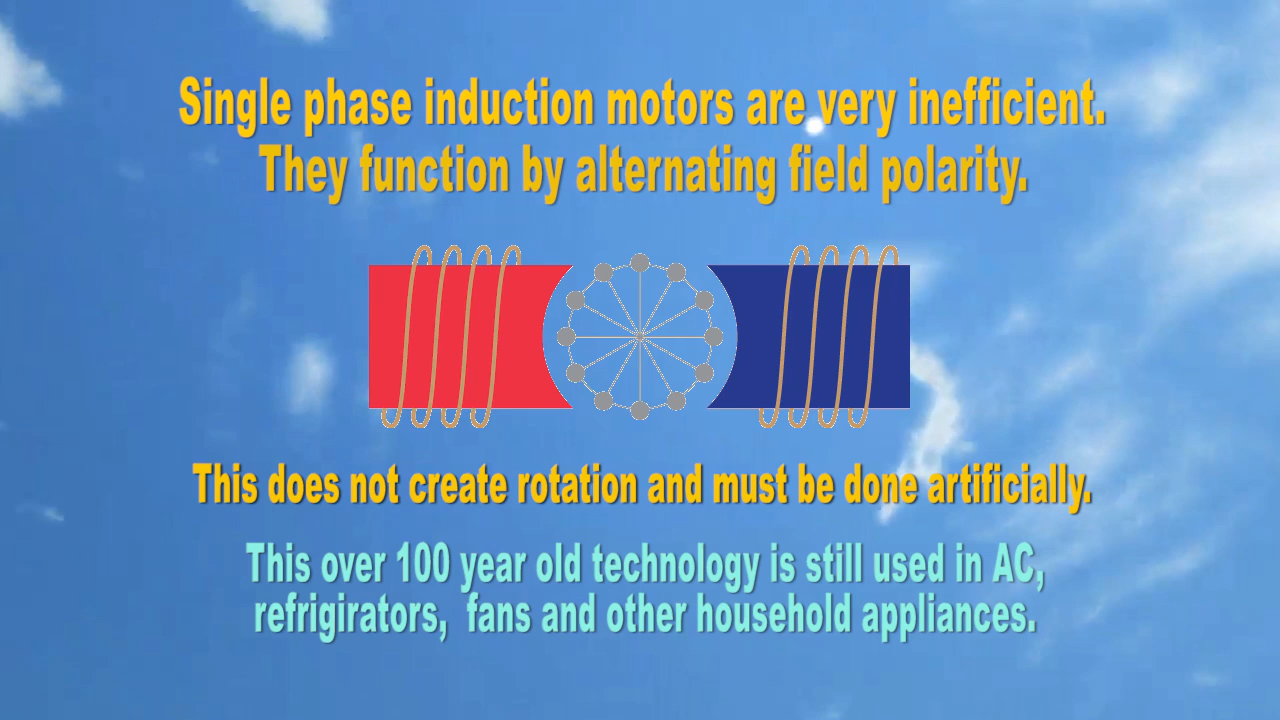 Single phase induction motors are very inefficient.
They function by alternating field polarity.
This does not create rotation and must be done artificially.
This over 100 year old technology is still used in AC,
refrigirators, fans and other household appliances.